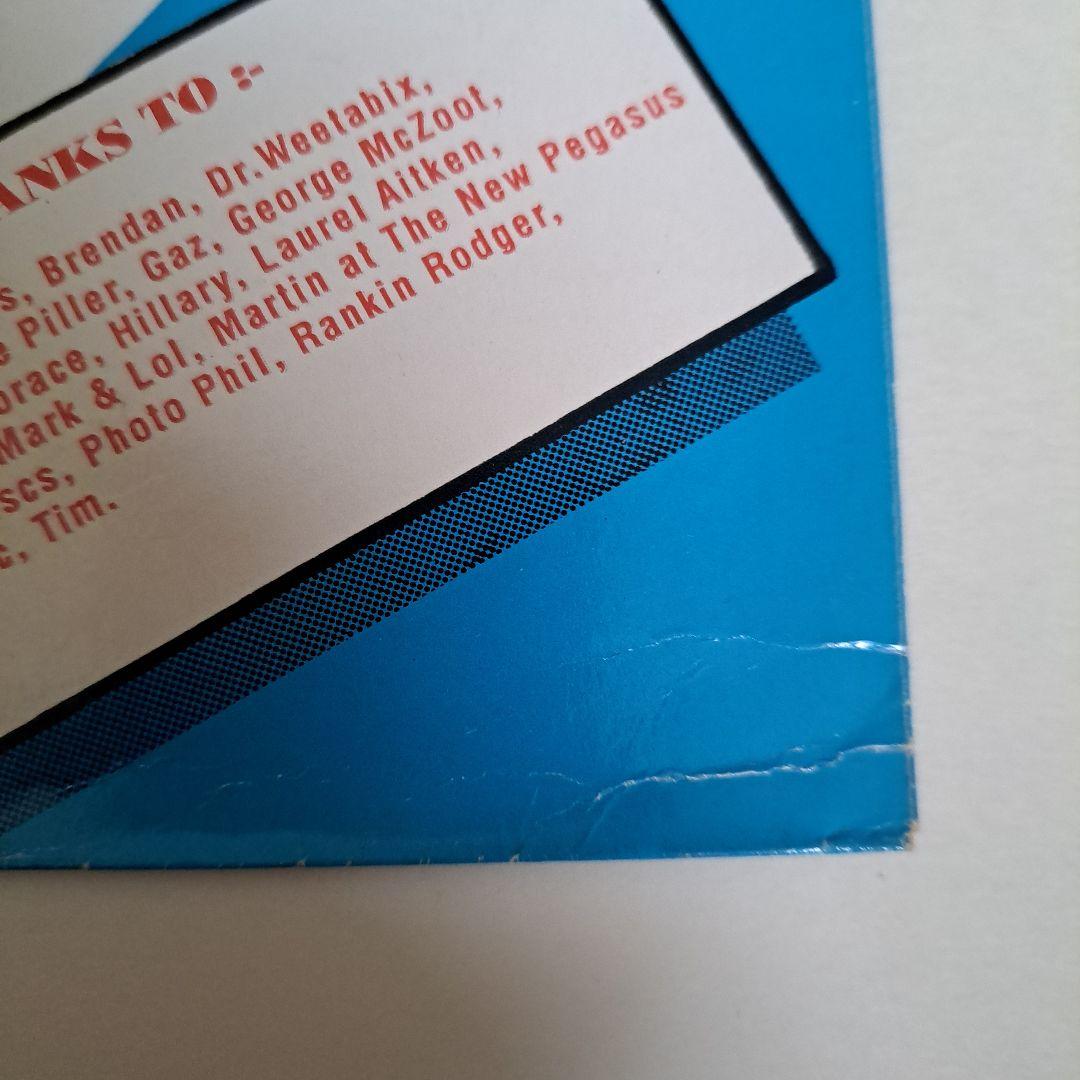 ANKS TO :-
s, Brendan, Dr.Weetabix,
e Piller, Gaz, George McZoot,
orace, Hillary, Laurel Aitken,
Mark & Lol, Martin at The New Pegasus
scs, Photo Phil, Rankin Rodger,
c, Tim.